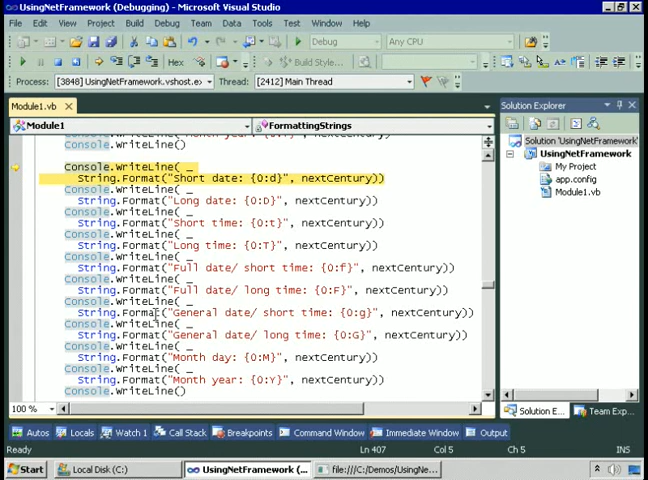 UsingNetFramework (Debugging) - Microsoft Visual Studio
File Edit View Project Build Debug Team Data Tools Test Window Help
Debug Any CPU
Hex Build Style...
Process: [3848] UsingNetFramework.vshost.e> Thread: [2412] Main Thread
Module1.vb
Solution Explorer
Module1 FormattingStrings
Console.WriteLine()
Console.WriteLine( _
String.Format("Short date: {0:d}", nextCentury))
Console.WriteLine( _
String.Format("Long date: {0:D}", nextCentury))
Console.WriteLine( _
String.Format("Short time: {0:t}", nextCentury))
Console.WriteLine( _
String.Format("Long time: {0:T}", nextCentury))
Console.WriteLine( _
String.Format("Full date/ short time: {0:f}", nextCentury))
Console.WriteLine( _
String.Format("Full date/ long time: {0:F}", nextCentury))
Console.WriteLine( _
String.Format("General date/ short time: {0:g}", nextCentury))
Console.WriteLine( _
String.Format("General date/ long time: {0:G}", nextCentury))
Console.WriteLine( _
String.Format("Month day: {0:M}", nextCentury))
Console.WriteLine( _
String.Format("Month year: {0:Y}", nextCentury))
Console.WriteLine()
Solution 'UsingNetFramework'
UsingNetFramework
My Project
app.config
Module1.vb
100 %
Solution E... Team Exp...
Autos Locals Watch 1 Call Stack Breakpoints Command Window Immediate Window Output
Ready Ln 407 Col 5 Ch 5 INS
Start Local Disk (C:) UsingNetFramework (... file:///C:/Demos/UsingNe...